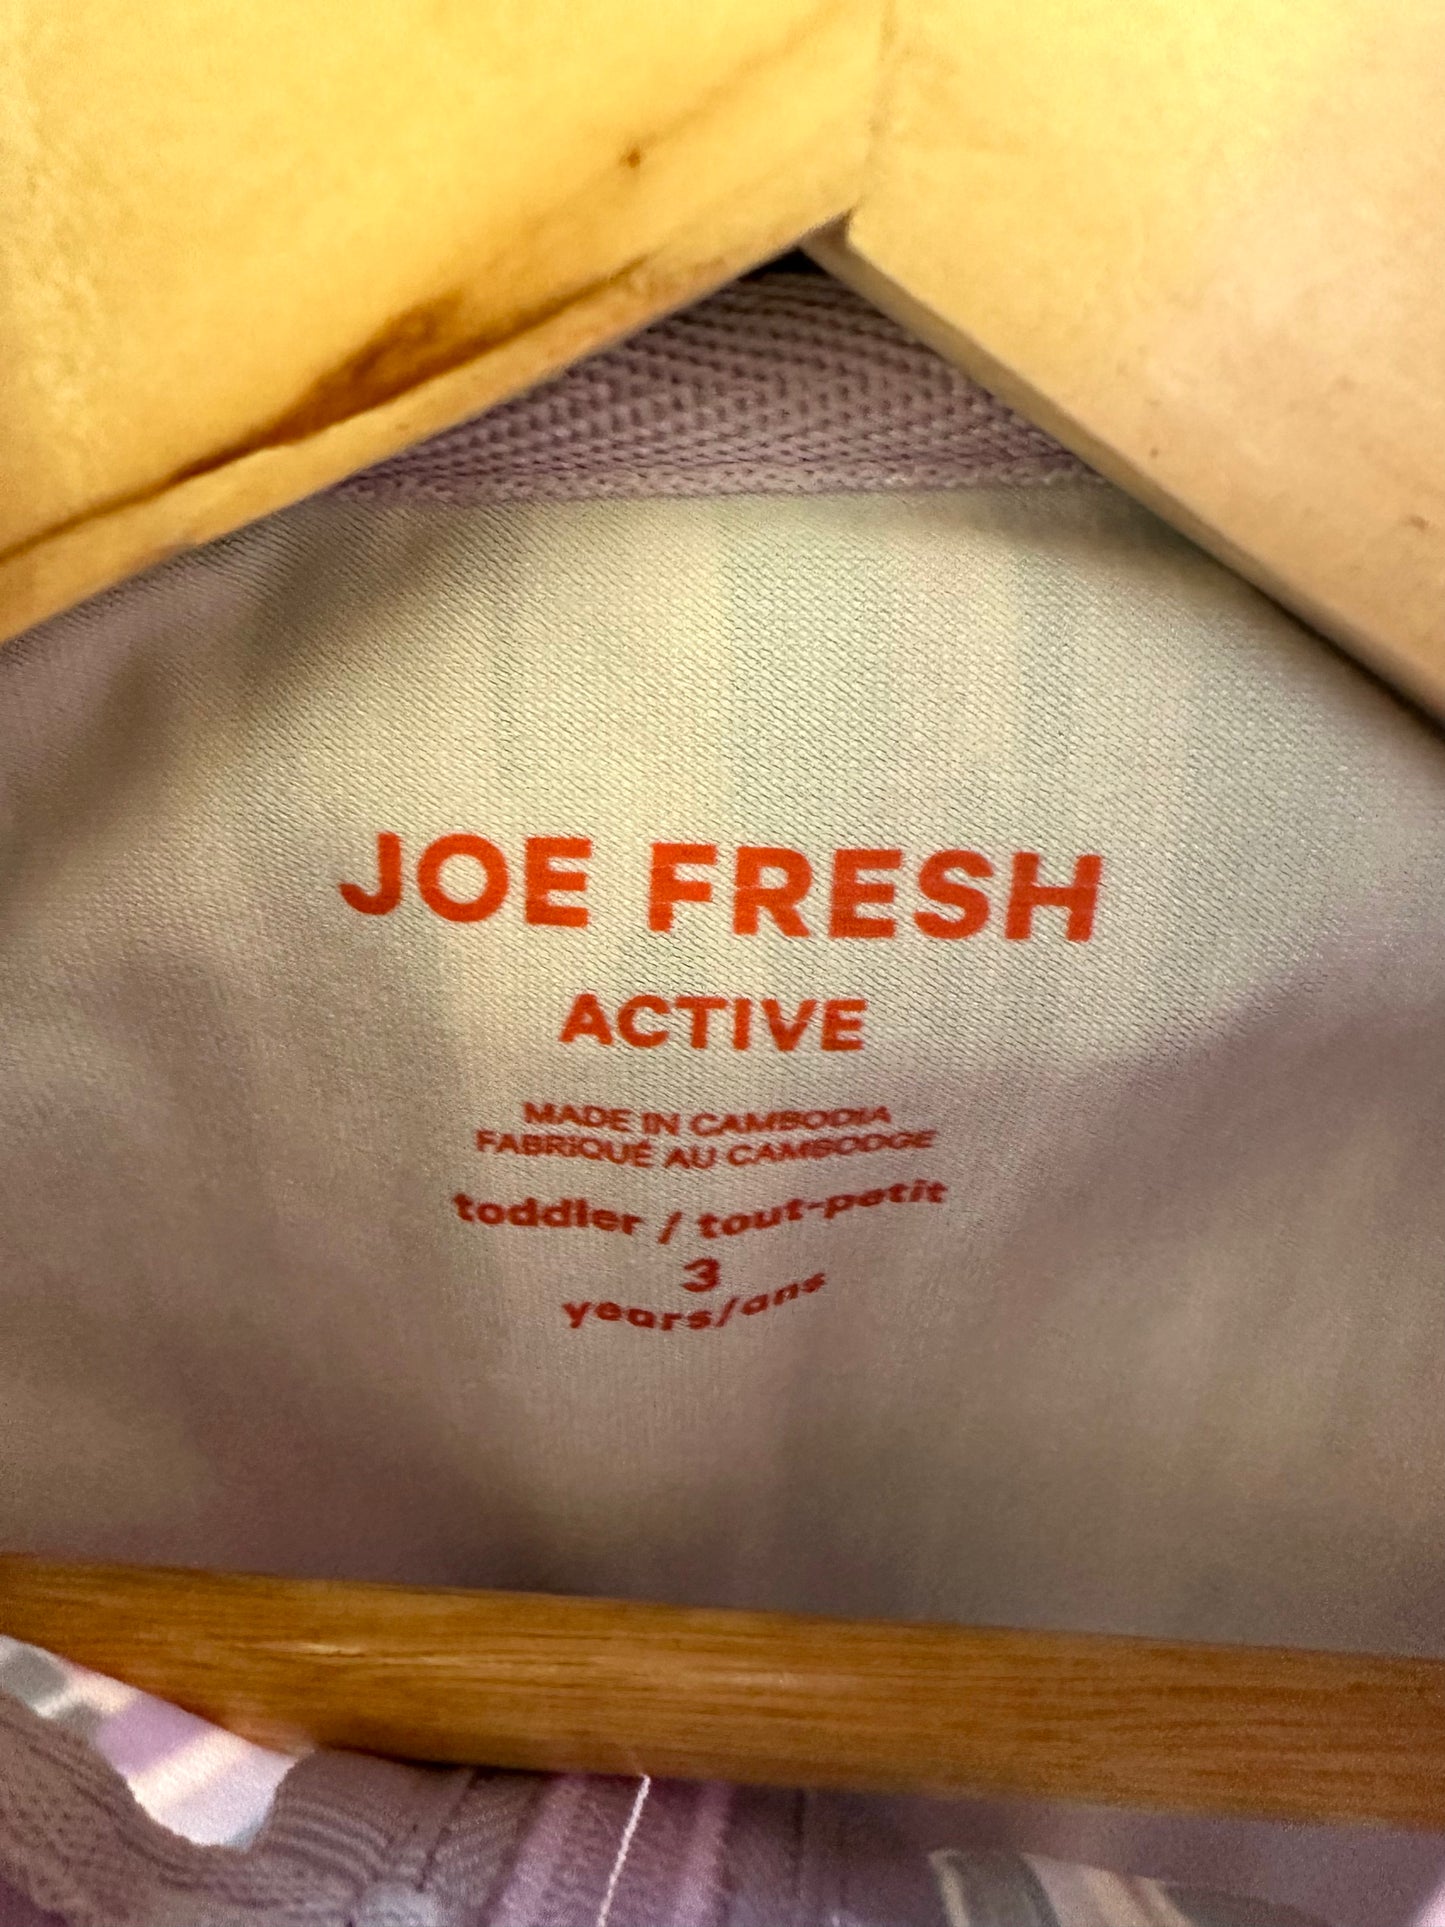 JOE FRESH
ACTIVE
MADE IN CAMBODIA
FABRIQUÉ AU CAMBODGE
toddler / tout-petit
3
years/ans